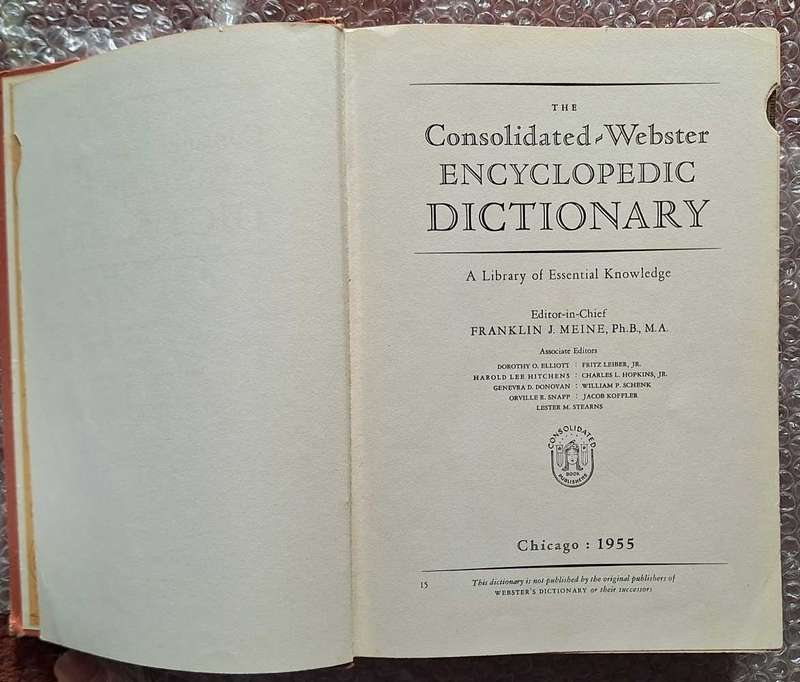 THE
Consolidated-Webster
ENCYCLOPEDIC
DICTIONARY
A Library of Essential Knowledge
Editor-in-Chief
FRANKLIN J. MEINE, Ph.B., M.A.
Associate Editors
DOROTHY O. ELLIOTT : FRITZ LEIBER, JR.
HAROLD LEE HITCHENS : CHARLES L. HOPKINS, JR.
GENEVRA D. DONOVAN : WILLIAM P. SCHENK
ORVILLE R. SNAPP : JACOB KOFFLER
LESTER M. STEARNS
CONSOLIDATED
BOOK
PUBLISHERS
Chicago : 1955
15 This dictionary is not published by the original publishers of
WEBSTER'S DICTIONARY or their successors